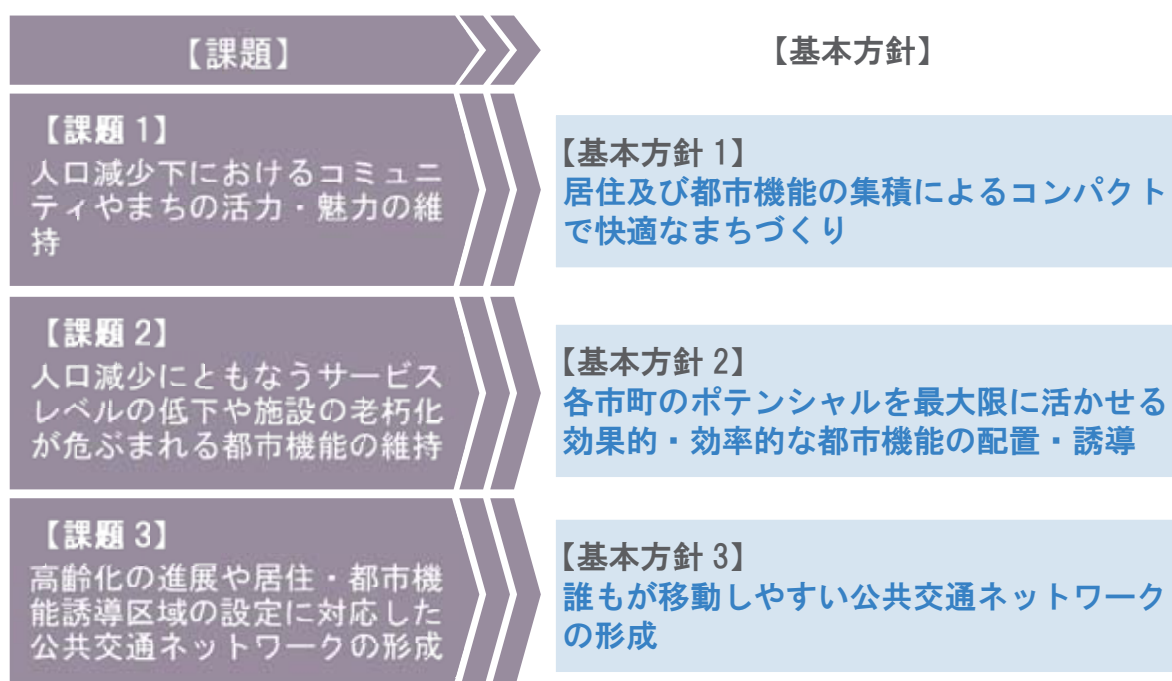 【課題】
【基本方針】
【課題 1】
人口減少下におけるコミュニ
ティやまちの活力・魅力の維
持
【基本方針 1】
居住及び都市機能の集積によるコンパクト
で快適なまちづくり
【課題 2】
人口減少にともなうサービス
レベルの低下や施設の老朽化
が危ぶまれる都市機能の維持
【基本方針 2】
各市町のポテンシャルを最大限に活かせる
効果的・効率的な都市機能の配置・誘導
【課題 3】
高齢化の進展や居住・都市機
能誘導区域の設定に対応した
公共交通ネットワークの形成
【基本方針 3】
誰もが移動しやすい公共交通ネットワーク
の形成